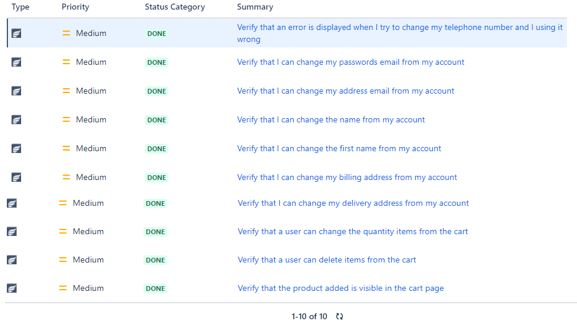 Type Priority Status Category Summary
Medium DONE Verify that an error is displayed when I try to change my telephone number and I using it
wrong
Medium DONE Verify that I can change my passwords email from my account
Medium DONE Verify that I can change my address email from my account
Medium DONE Verify that I can change the name from my account
Medium DONE Verify that I can change the first name from my account
Medium DONE Verify that I can change my billing address from my account
Medium DONE Verify that I can change my delivery address from my account
Medium DONE Verify that a user can change the quantity items from the cart
Medium DONE Verify that a user can delete items from the cart
Medium DONE Verify that the product added is visible in the cart page
1-10 of 10